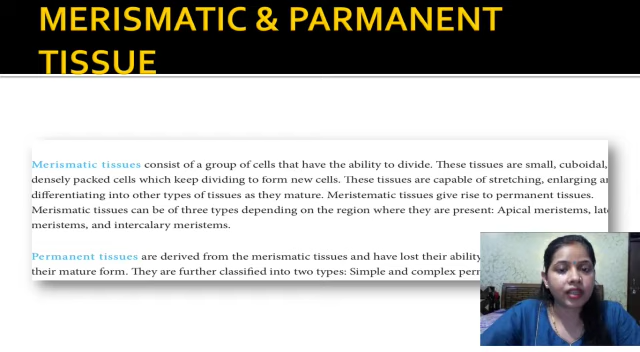 MERISMATIC & PARMANENT
TISSUE
Merismatic tissues consist of a group of cells that have the ability to divide. These tissues are small, cuboidal,
densely packed cells which keep dividing to form new cells. These tissues are capable of stretching, enlarging
differentiating into other types of tissues as they mature. Meristematic tissues give rise to permanent tissues.
Merismatic tissues can be of three types depending on the region where they are present: Apical meristems,
meristems, and intercalary meristems.
Permanent tissues are derived from the merismatic tissues and have lost their ability
their mature form. They are further classified into two types: Simple and complex